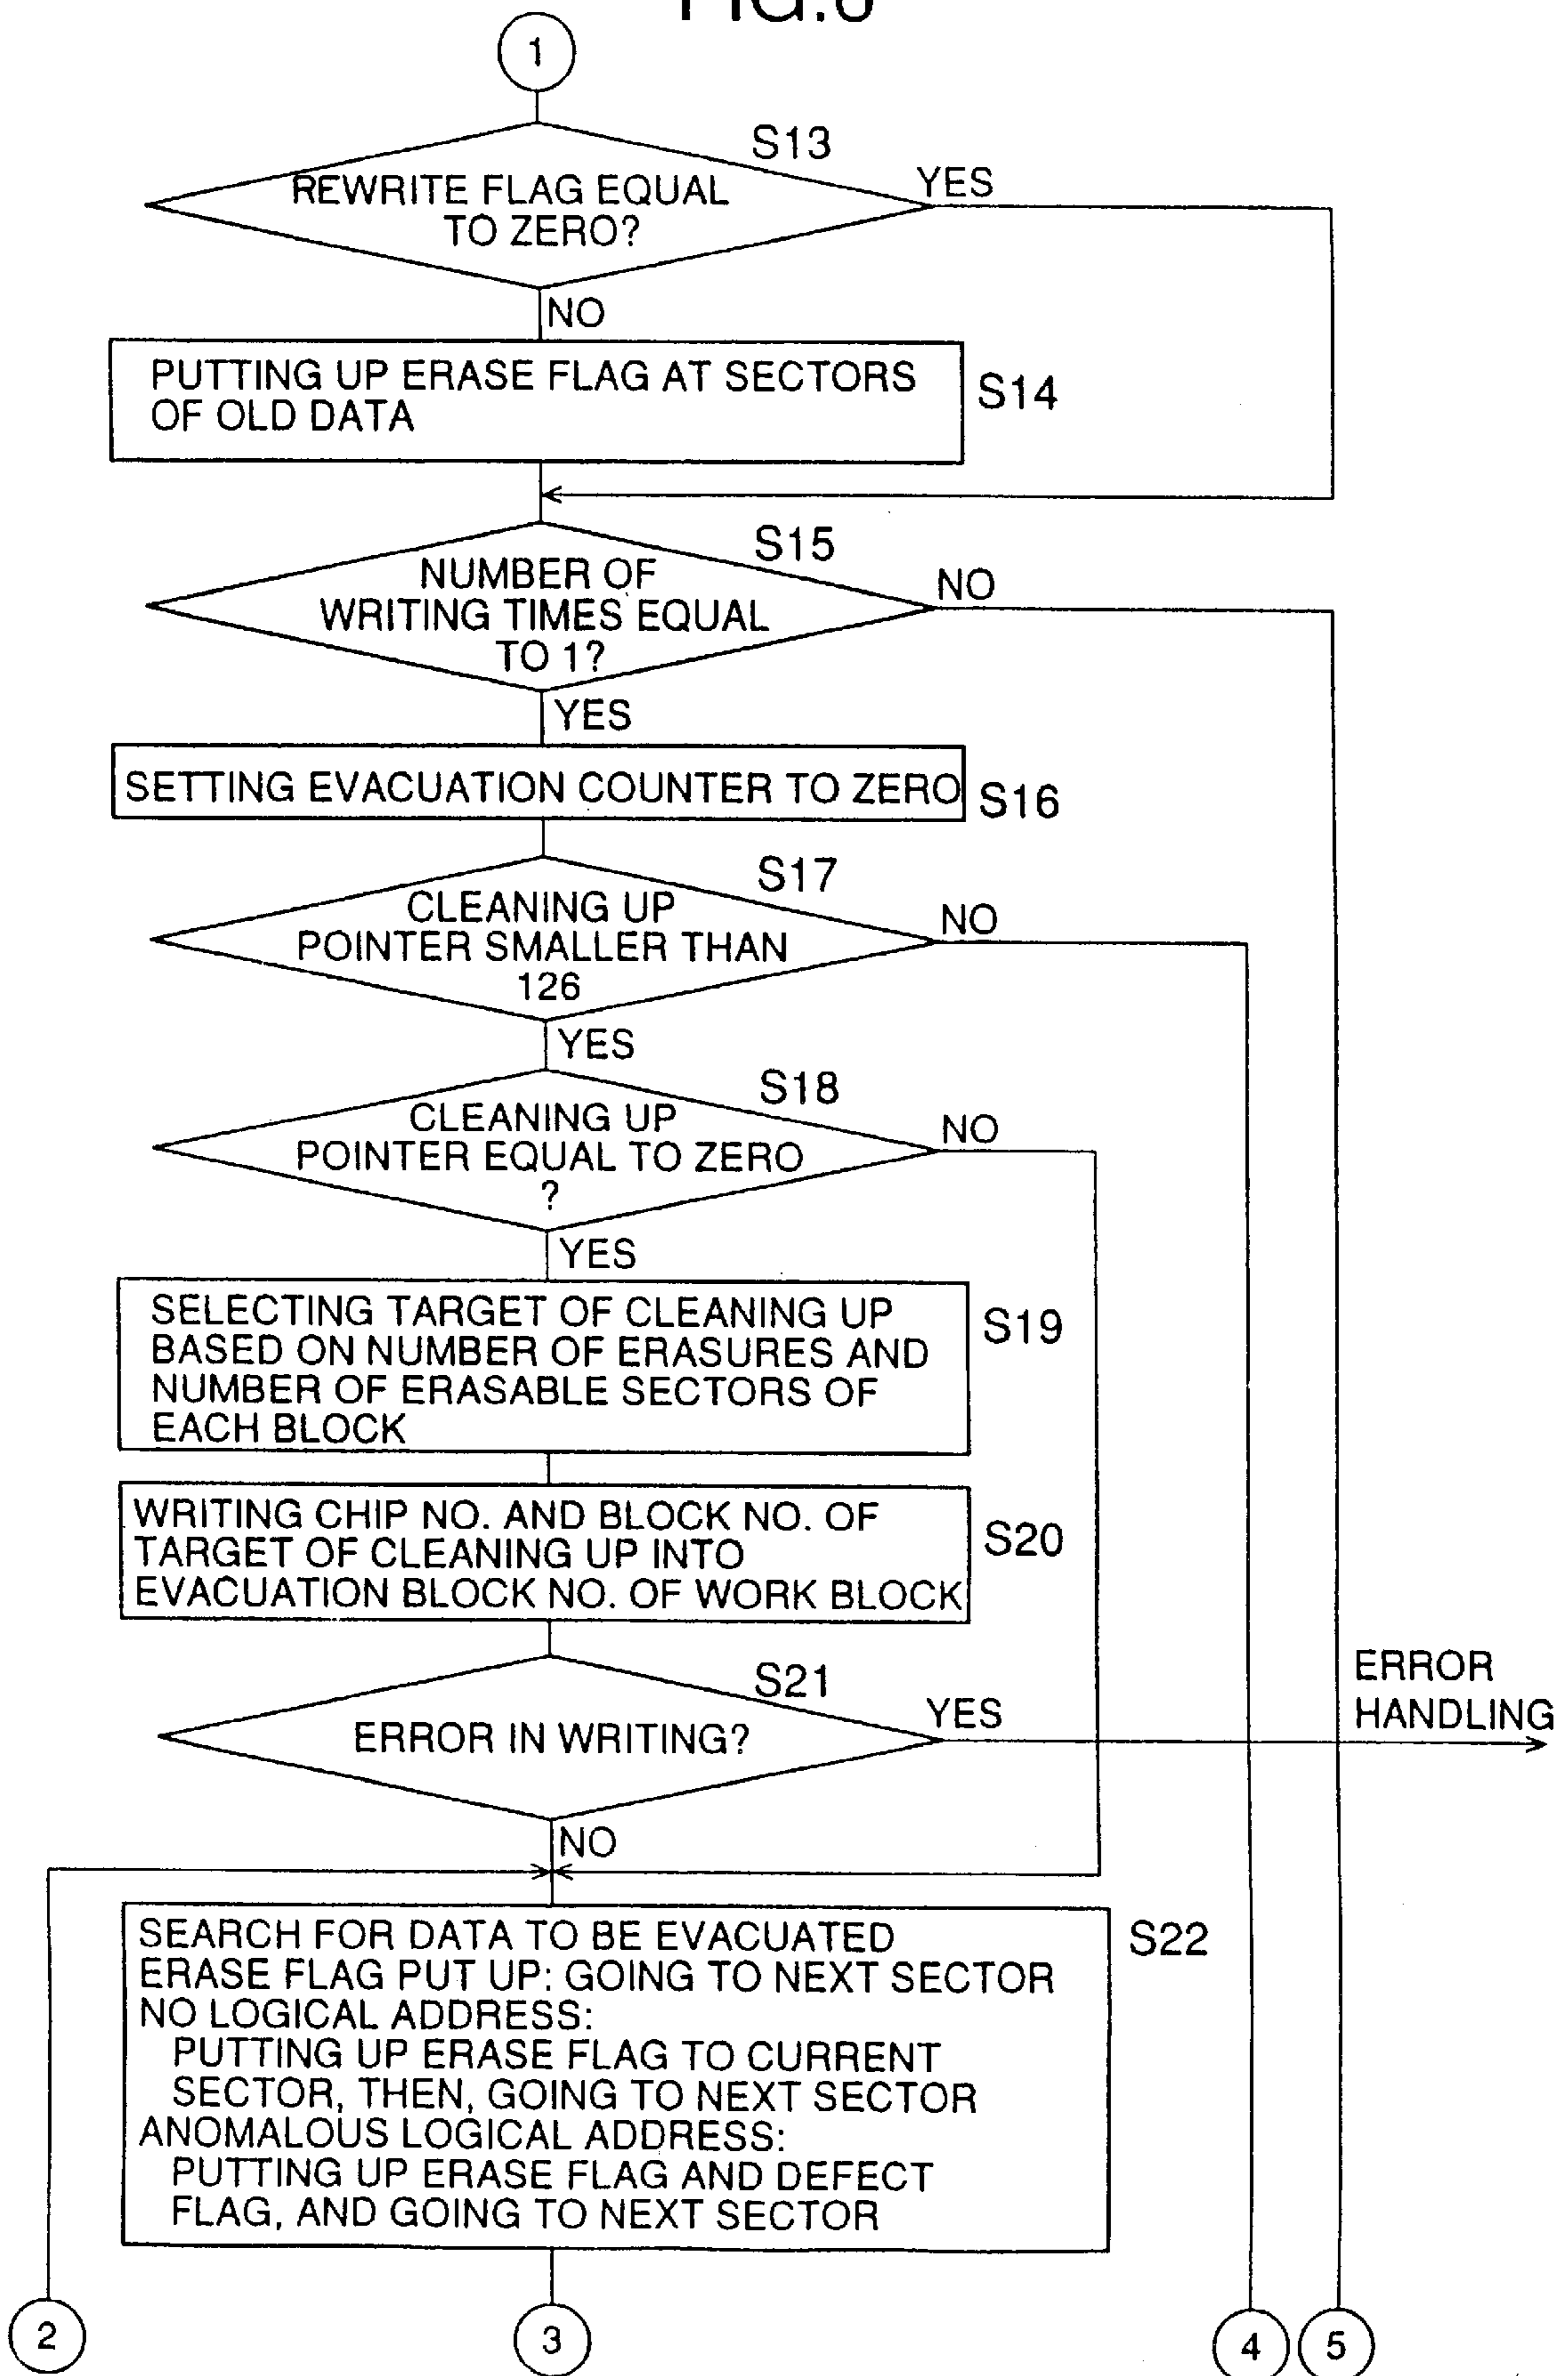 ①
S13
REWRITE FLAG EQUAL
TO ZERO?
YES
NO
PUTTING UP ERASE FLAG AT SECTORS
OF OLD DATA
S14
S15
NUMBER OF
WRITING TIMES EQUAL
TO 1?
NO
YES
SETTING EVACUATION COUNTER TO ZERO
S16
S17
CLEANING UP
POINTER SMALLER THAN
126
NO
YES
S18
CLEANING UP
POINTER EQUAL TO ZERO
?
NO
YES
SELECTING TARGET OF CLEANING UP
BASED ON NUMBER OF ERASURES AND
NUMBER OF ERASABLE SECTORS OF
EACH BLOCK
S19
WRITING CHIP NO. AND BLOCK NO. OF
TARGET OF CLEANING UP INTO
EVACUATION BLOCK NO. OF WORK BLOCK
S20
S21
ERROR IN WRITING?
YES
ERROR
HANDLING
NO
SEARCH FOR DATA TO BE EVACUATED
ERASE FLAG PUT UP: GOING TO NEXT SECTOR
NO LOGICAL ADDRESS:
PUTTING UP ERASE FLAG TO CURRENT
SECTOR, THEN, GOING TO NEXT SECTOR
ANOMALOUS LOGICAL ADDRESS:
PUTTING UP ERASE FLAG AND DEFECT
FLAG, AND GOING TO NEXT SECTOR
S22
②
③
④
⑤